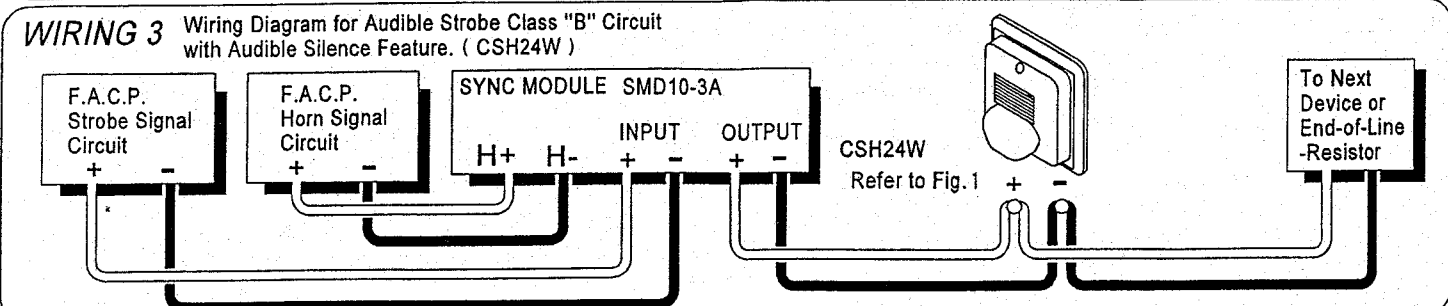 WIRING 3 Wiring Diagram for Audible Strobe Class "B" Circuit
with Audible Silence Feature. ( CSH24W )
F.A.C.P.
Strobe Signal
Circuit
+ -
F.A.C.P.
Horn Signal
Circuit
+ -
SYNC MODULE SMD10-3A
INPUT OUTPUT
H+ H- + - + -
CSH24W
Refer to Fig.1 + -
To Next
Device or
End-of-Line
-Resistor